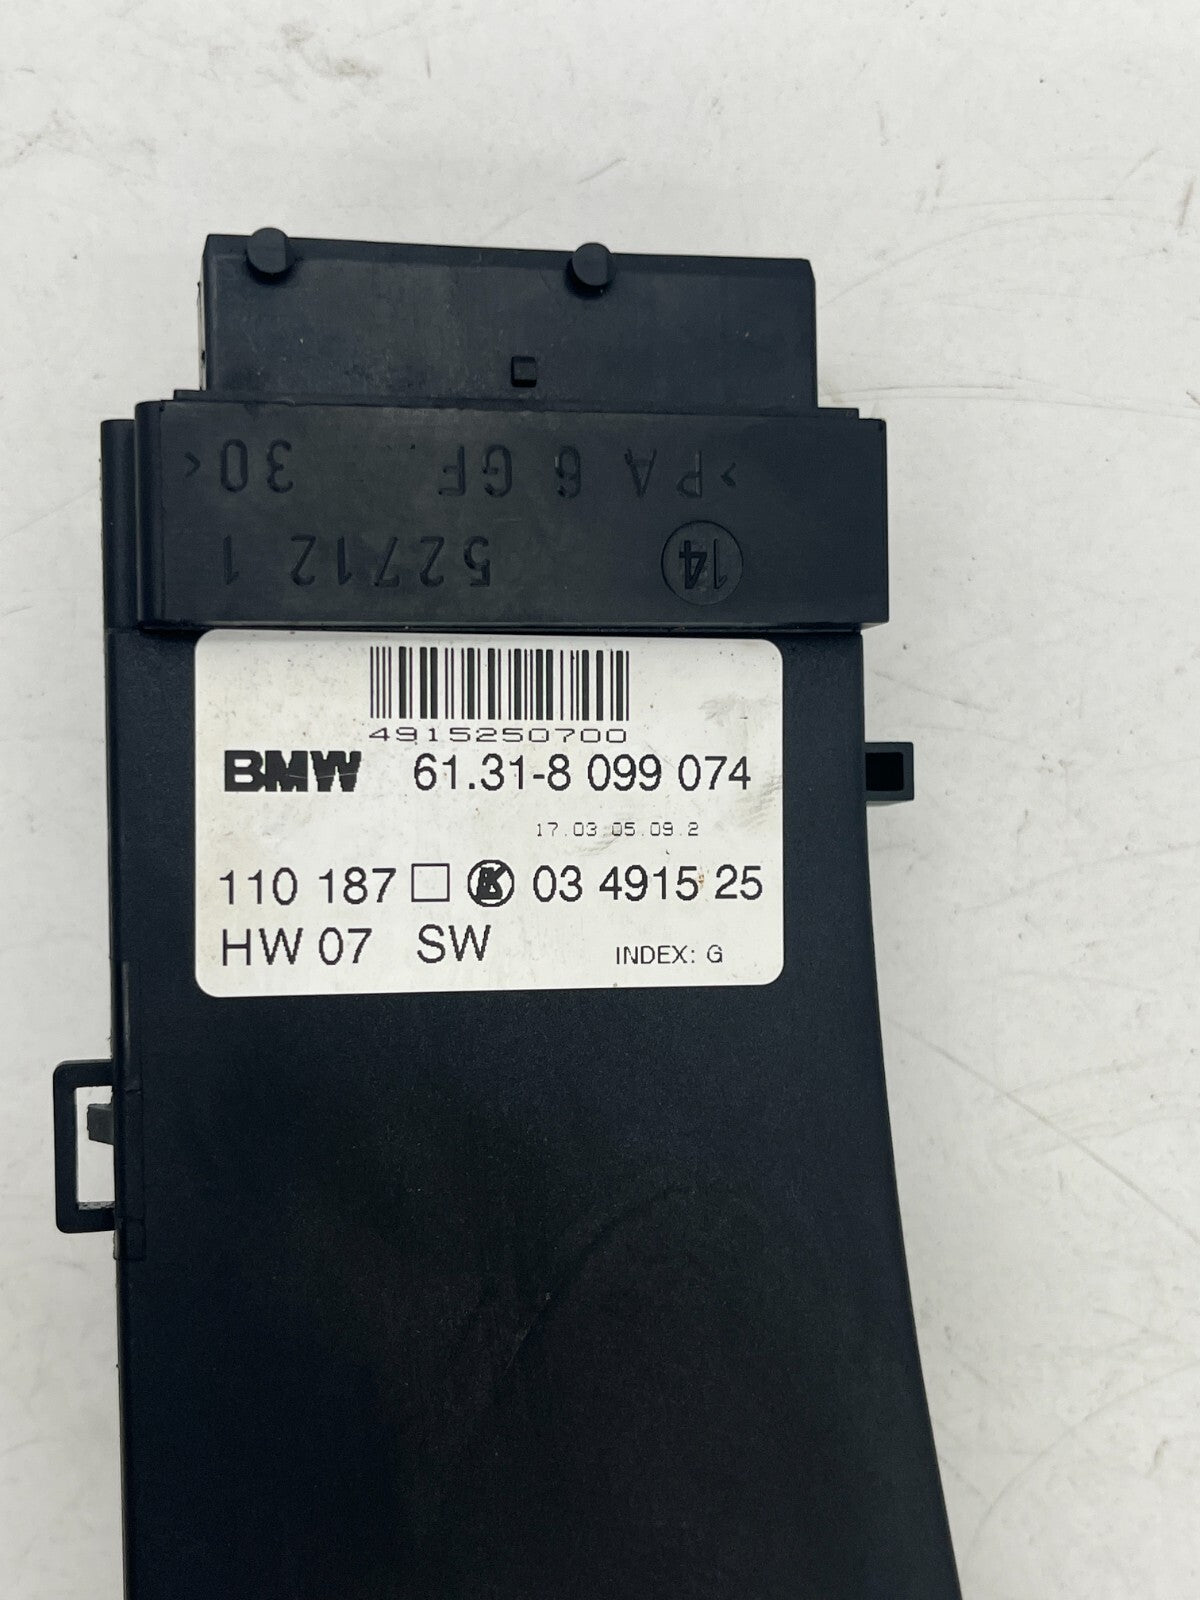 >PA 6 GF 30<
14 52712 1
4915250700
BMW 61.31-8 099 074
17.03.05.09.2
110 187 □ K 03 4915 25
HW 07 SW INDEX: G